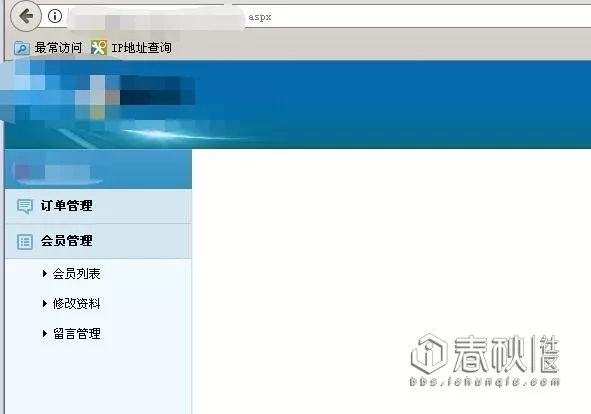 aspx
最常访问 IP地址查询
订单管理
会员管理
会员列表
修改资料
留言管理
春秋社区
bbs.ichunqiu.com